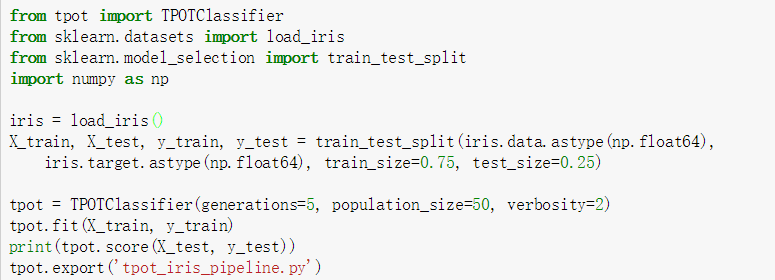 from tpot import TPOTClassifier
from sklearn.datasets import load_iris
from sklearn.model_selection import train_test_split
import numpy as np
iris = load_iris()
X_train, X_test, y_train, y_test = train_test_split(iris.data.astype(np.float64),
    iris.target.astype(np.float64), train_size=0.75, test_size=0.25)
tpot = TPOTClassifier(generations=5, population_size=50, verbosity=2)
tpot.fit(X_train, y_train)
print(tpot.score(X_test, y_test))
tpot.export('tpot_iris_pipeline.py')